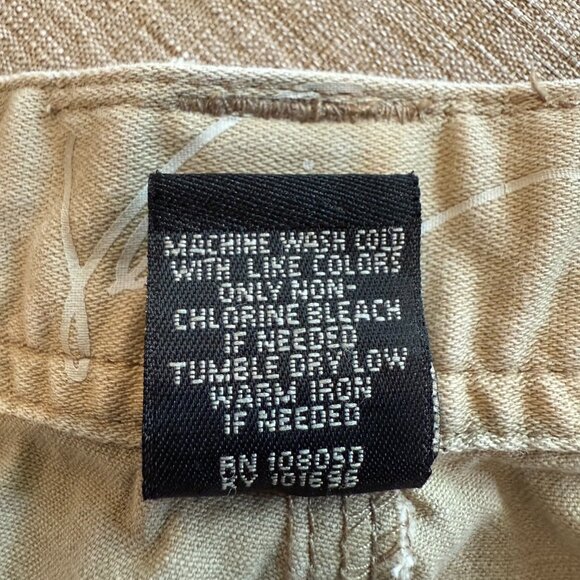 MACHINE WASH COLD
WITH LIKE COLORS
ONLY NON-
CHLORINE BLEACH
IF NEEDED
TUMBLE DRY LOW
WARM IRON
IF NEEDED
RN 108050